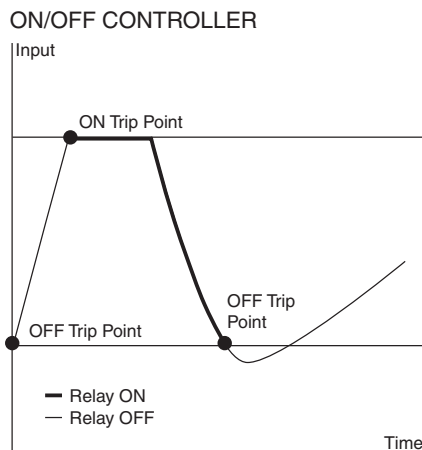 ON/OFF CONTROLLER
Input
ON Trip Point
OFF Trip
Point
OFF Trip Point
Relay ON
Relay OFF
Time